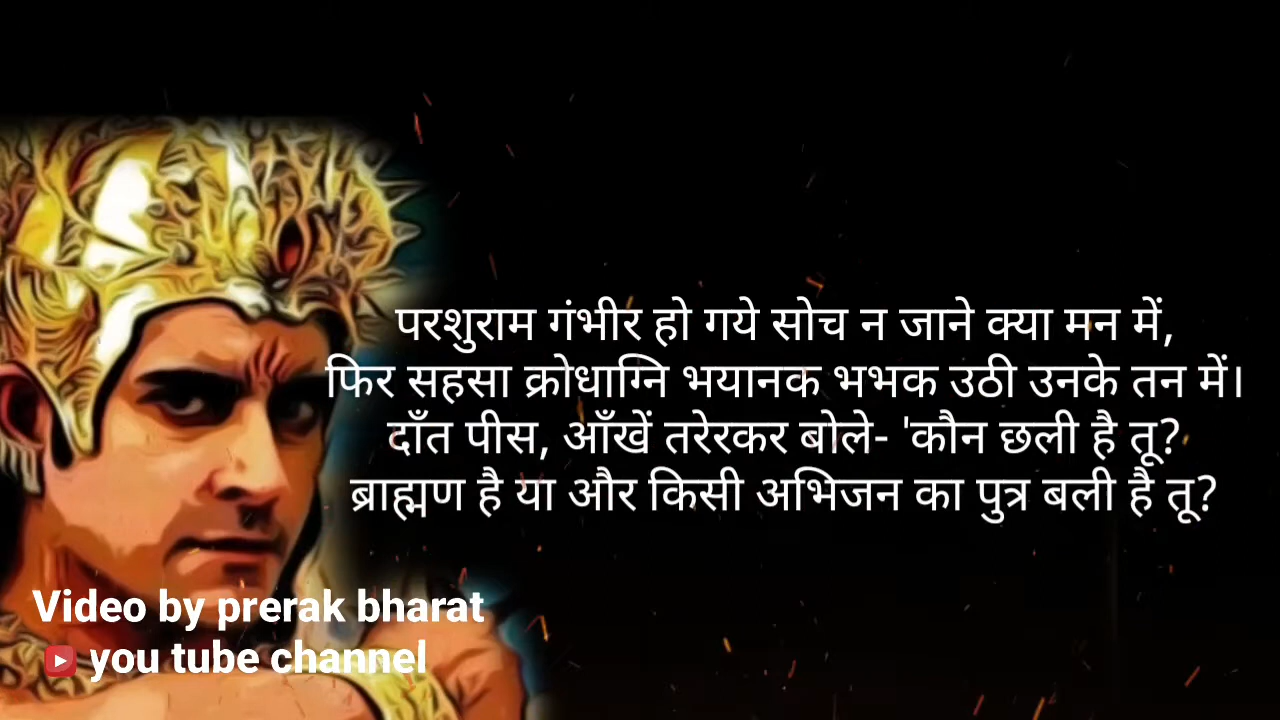 परशुराम गंभीर हो गये सोच न जाने क्या मन में,
फिर सहसा क्रोधाग्नि भयानक भभक उठी उनके तन में।
दाँत पीस, आँखें तरेरकर बोले- 'कौन छली है तू?
ब्राह्मण है या और किसी अभिजन का पुत्र बली है तू?
Video by prerak bharat
you tube channel